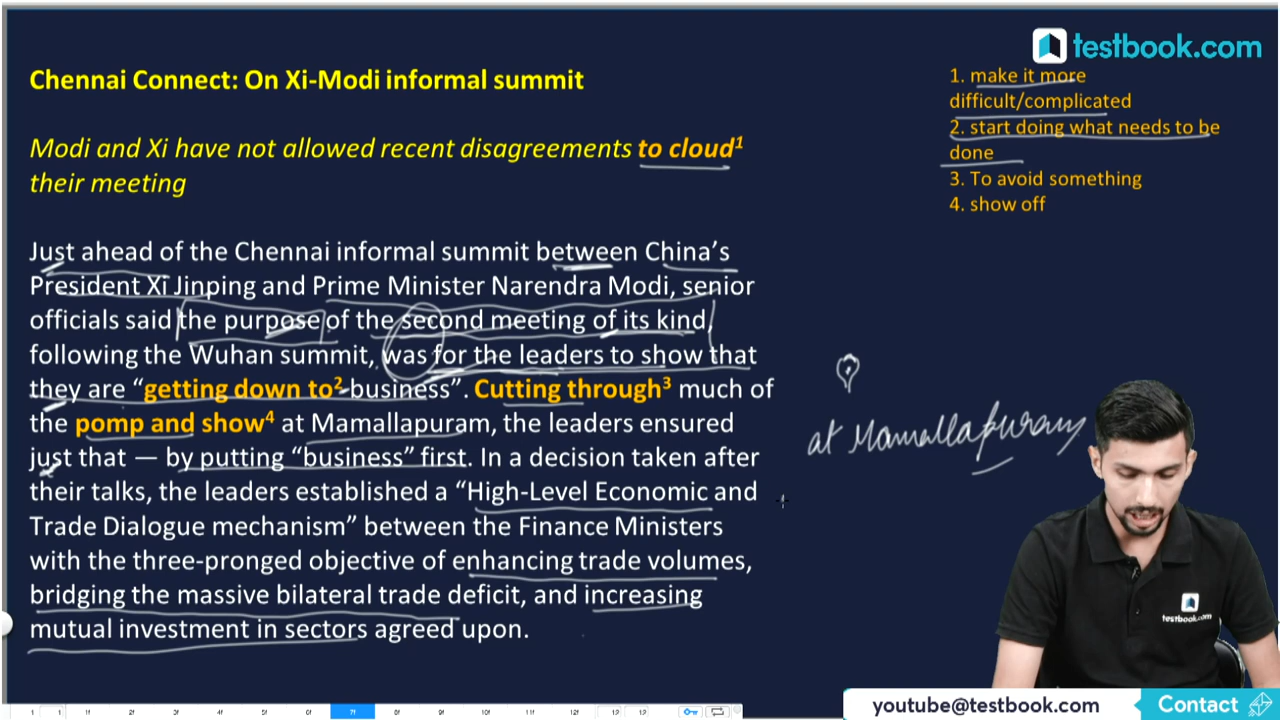 testbook.com
Chennai Connect: On Xi-Modi informal summit
1. make it more
difficult/complicated
2. start doing what needs to be
done
3. To avoid something
4. show off
Modi and Xi have not allowed recent disagreements to cloud¹
their meeting
Just ahead of the Chennai informal summit between China's
President Xi Jinping and Prime Minister Narendra Modi, senior
officials said the purpose of the second meeting of its kind,
following the Wuhan summit, was for the leaders to show that
they are "getting down to² business". Cutting through³ much of
the pomp and show⁴ at Mamallapuram, the leaders ensured
just that — by putting "business" first. In a decision taken after
their talks, the leaders established a "High-Level Economic and
Trade Dialogue mechanism" between the Finance Ministers
with the three-pronged objective of enhancing trade volumes,
bridging the massive bilateral trade deficit, and increasing
mutual investment in sectors agreed upon.
at Mamallapuram
testbook.com
youtube@testbook.com
Contact